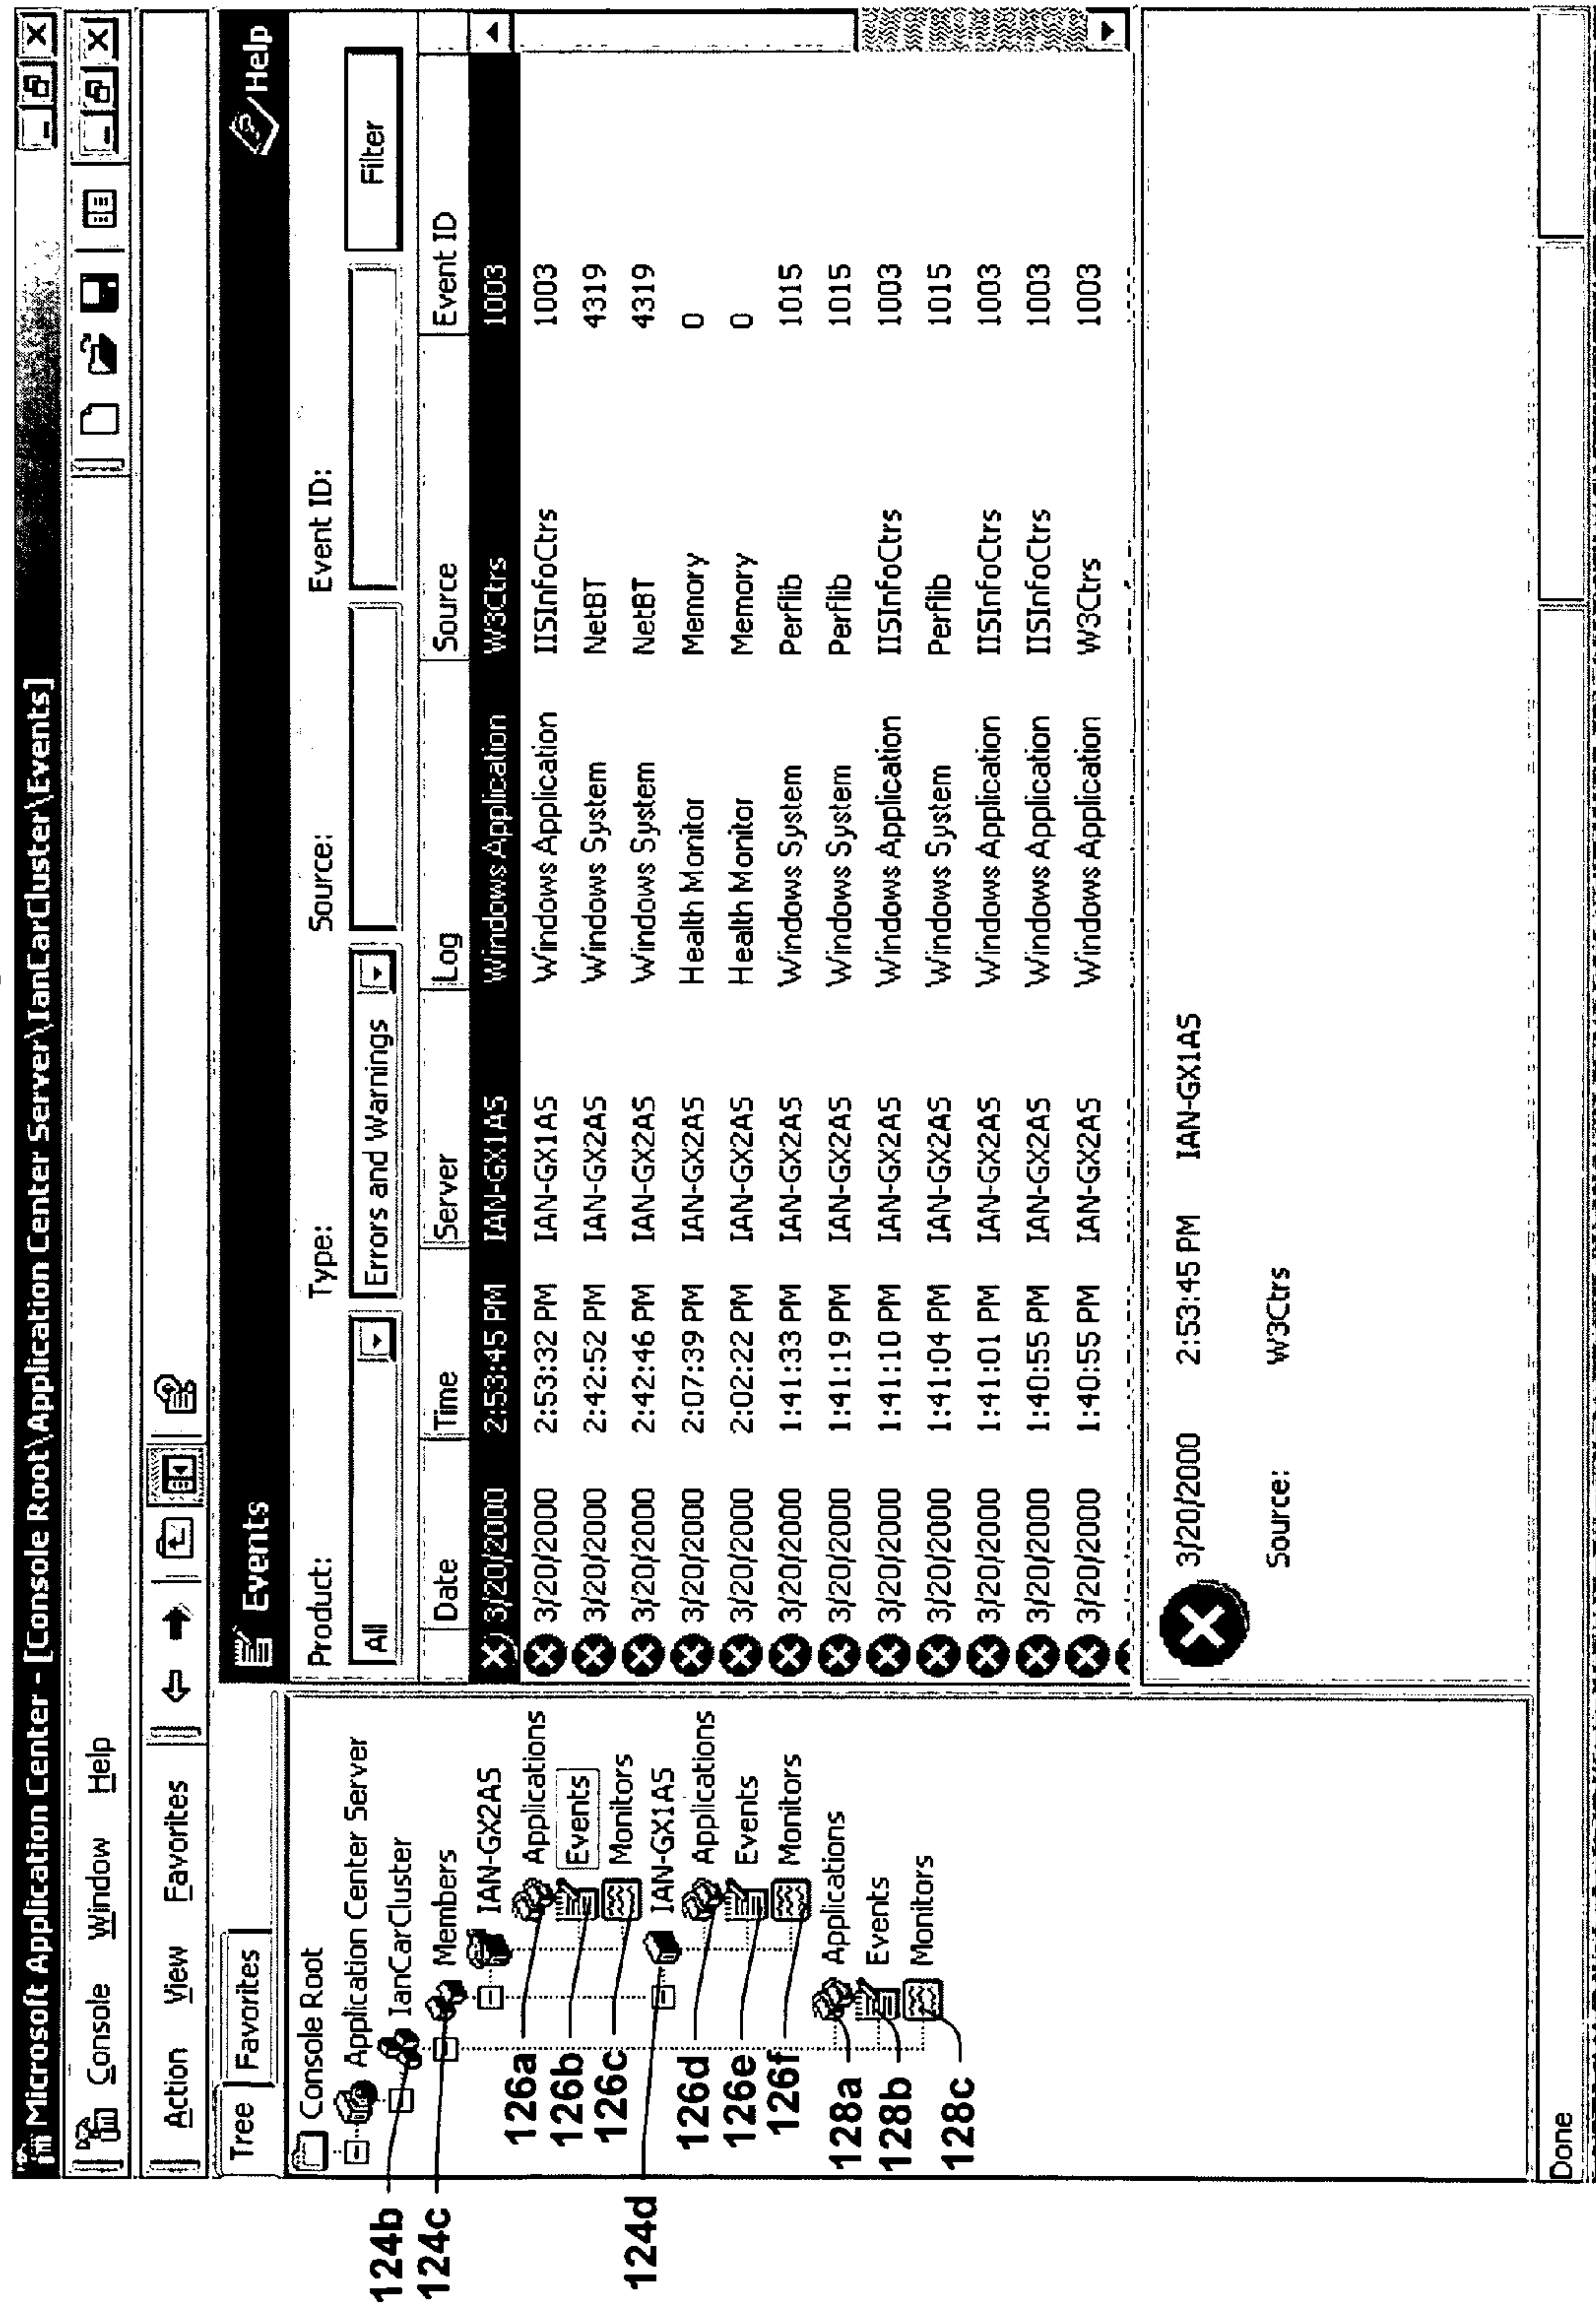 Microsoft Application Center - [Console Root\Application Center Server\IanCarCluster\Events]
Console Window Help
Action View Favorites
Tree Favorites
Console Root
Application Center Server
IanCarCluster
Members
IAN-GX2AS
Applications
Events
Monitors
IAN-GX1AS
Applications
Events
Monitors
Applications
Events
Monitors
124b
124c
124d
126a
126b
126c
126d
126e
126f
128a
128b
128c
Events Help
Product: Type: Source: Event ID:
All Errors and Warnings Filter
Date Time Server Log Source Event ID
3/20/2000 2:53:45 PM IAN-GX1AS Windows Application W3Ctrs 1003
3/20/2000 2:53:32 PM IAN-GX1AS Windows Application IISInfoCtrs 1003
3/20/2000 2:42:52 PM IAN-GX2AS Windows System NetBT 4319
3/20/2000 2:42:46 PM IAN-GX2AS Windows System NetBT 4319
3/20/2000 2:07:39 PM IAN-GX2AS Health Monitor Memory 0
3/20/2000 2:02:22 PM IAN-GX2AS Health Monitor Memory 0
3/20/2000 1:41:33 PM IAN-GX2AS Windows System Perflib 1015
3/20/2000 1:41:19 PM IAN-GX2AS Windows System Perflib 1015
3/20/2000 1:41:10 PM IAN-GX2AS Windows Application IISInfoCtrs 1003
3/20/2000 1:41:04 PM IAN-GX2AS Windows System Perflib 1015
3/20/2000 1:41:01 PM IAN-GX2AS Windows Application IISInfoCtrs 1003
3/20/2000 1:40:55 PM IAN-GX2AS Windows Application IISInfoCtrs 1003
3/20/2000 1:40:55 PM IAN-GX2AS Windows Application W3Ctrs 1003
3/20/2000 2:53:45 PM IAN-GX1AS
Source: W3Ctrs
Done